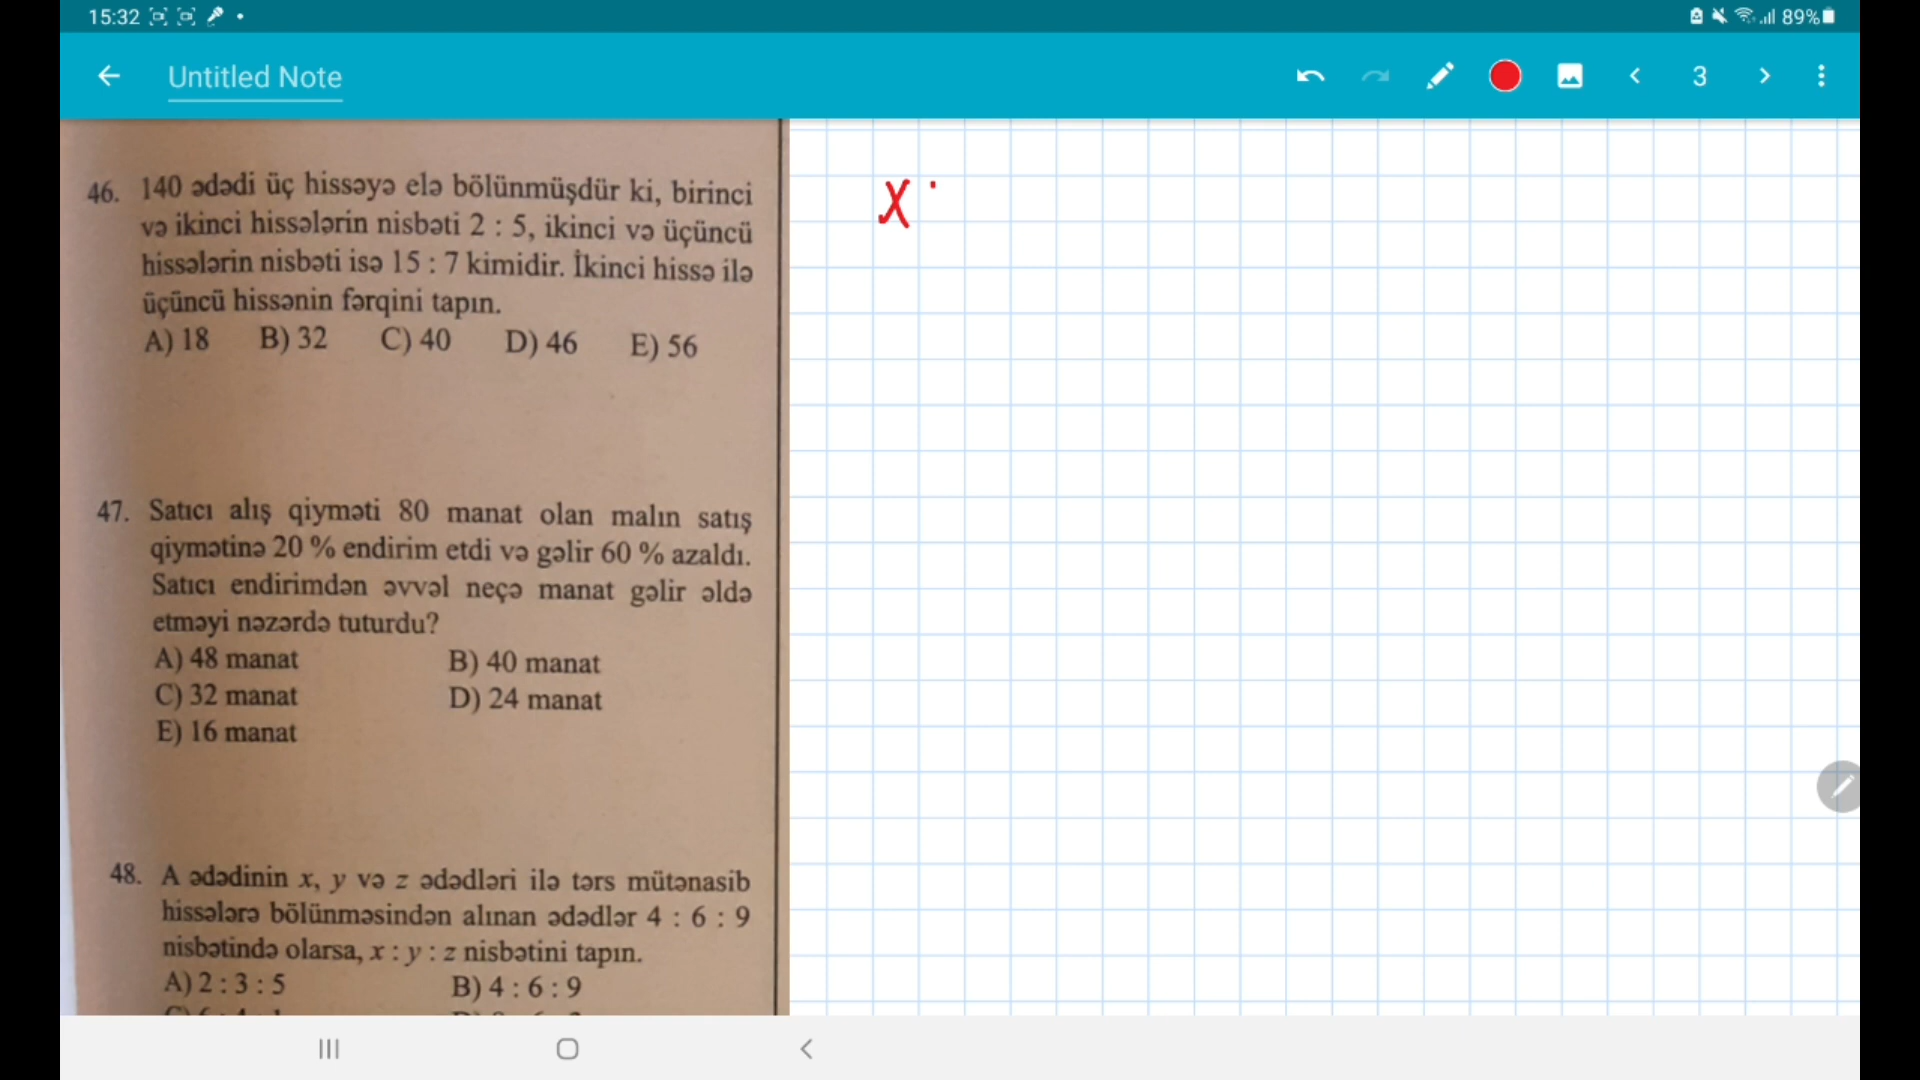 15:32
89%
Untitled Note
3
46. 140 ədədi üç hissəyə elə bölünmüşdür ki, birinci
və ikinci hissələrin nisbəti 2 : 5, ikinci və üçüncü
hissələrin nisbəti isə 15 : 7 kimidir. İkinci hissə ilə
üçüncü hissənin fərqini tapın.
A) 18 B) 32 C) 40 D) 46 E) 56
X
47. Satıcı alış qiyməti 80 manat olan malın satış
qiymətinə 20 % endirim etdi və gəlir 60 % azaldı.
Satıcı endirimdən əvvəl neçə manat gəlir əldə
etməyi nəzərdə tuturdu?
A) 48 manat B) 40 manat
C) 32 manat D) 24 manat
E) 16 manat
48. A ədədinin x, y və z ədədləri ilə tərs mütənasib
hissələrə bölünməsindən alınan ədədlər 4 : 6 : 9
nisbətində olarsa, x : y : z nisbətini tapın.
A) 2 : 3 : 5 B) 4 : 6 : 9